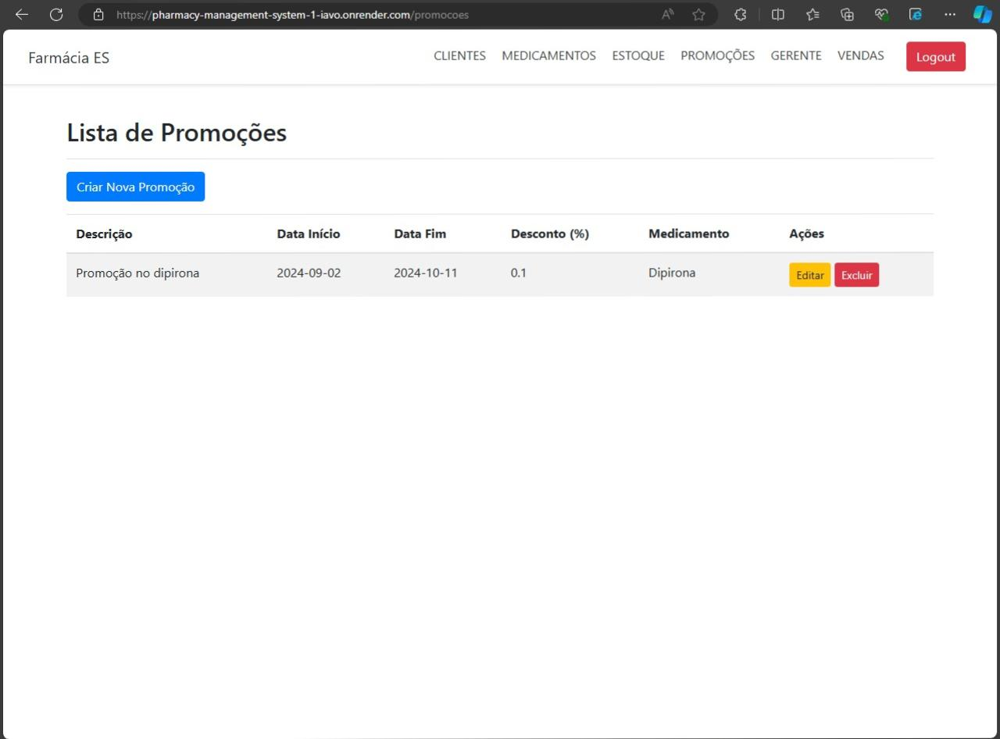 https://pharmacy-management-system-1-iavo.onrender.com/promocoes
Farmácia ES
CLIENTES MEDICAMENTOS ESTOQUE PROMOÇÕES GERENTE VENDAS Logout
Lista de Promoções
Criar Nova Promoção
Descrição Data Início Data Fim Desconto (%) Medicamento Ações
Promoção no dipirona 2024-09-02 2024-10-11 0.1 Dipirona Editar Excluir